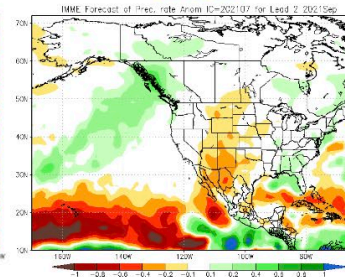 IMME Forecast of Prec. rate Anom IC=202107 for Lead 2 2021Sep
70N
60N
50N
40N
30N
20N
10N
160W 140W 120W 100W 80W
-1 -0.8 -0.6 -0.4 -0.2 -0.1 0.1 0.2 0.4 0.6 0.8 1